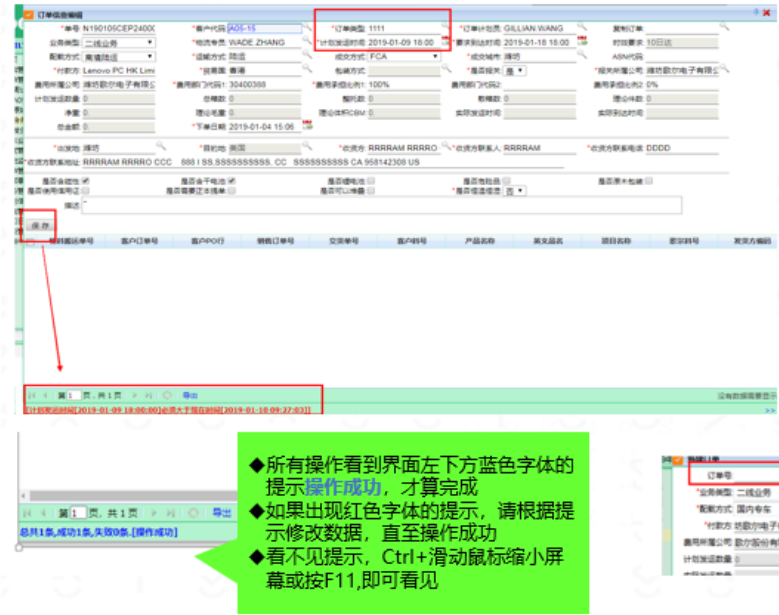 订单信息编辑
*单号 N190105CEP2400( *客户代码 A05-15 *订单类型 1111 *订单计划员 GILLIAN WANG 复制订单
业务类型 二线业务 *物流专员 WADE ZHANG *计划发运时间 2019-01-09 18:00 *要求到达时间 2019-01-18 18:00 时效要求 10日达
配载方式 *运输方式 陆运 成交方式 FCA *成交城市 潍坊 ASN代码
*付款方 Lenovo PC HK Limi *贸易国 香港 包装方式 *是否报关 是 *报关所属公司 潍坊歌尔电子有限公
费用所属公司 潍坊歌尔电子有限公 *费用部门代码1: 30400388 *费用承担比例1: 100% 费用部门代码2: 费用承担比例2: 0%
计划发运数量 0 总箱数 0 整托数 0 散箱数 0 理论件数 0
净重 0 理论毛重 0 理论体积CBM 0 实际发运时间 实际到达时间
总金额 0 *下单日期 2019-01-04 15:06
*出发地 潍坊 *目的地 美国 *收货方 RRRRAM RRRRO *收货方联系人 RRRRAM *收货方联系电话 DDDD
*收货方联系地址 RRRRAM RRRRO CCC 888 I SS.SSSSSSSSSS. CC SSSSSSSSSS CA 958142308 US
是否含磁性 是否含干电池 是否锂电池 是否危险品 是否原木包装
是否使用信用证 是否需要正本提单 是否可以堆叠 *是否恒温恒湿 否
描述
保存
物料搬运单号 客户订单号 客户PO行 销售订单号 交货单号 客户料号 产品名称 英文品名 项目名称 歌尔料号 发货方编码
第 1 页,共1页 导出 没有数据需要显示
[计划发运时间[2019-01-09 18:00:00]必须大于现在时间[2019-01-10 09:27:03]]
>>
第 1 页,共1页 导出
总共1条,成功1条,失败0条.[操作成功]
◆所有操作看到界面左下方蓝色字体的
提示操作成功，才算完成
◆如果出现红色字体的提示，请根据提
示修改数据，直至操作成功
◆看不见提示，Ctrl+滑动鼠标缩小屏
幕或按F11,即可看见
订单号
*业务类型 二线业务
*配载方式 国内专车
*付款方 坊歌尔电子有
费用所属公司 歌尔股份有
计划发运数量 0